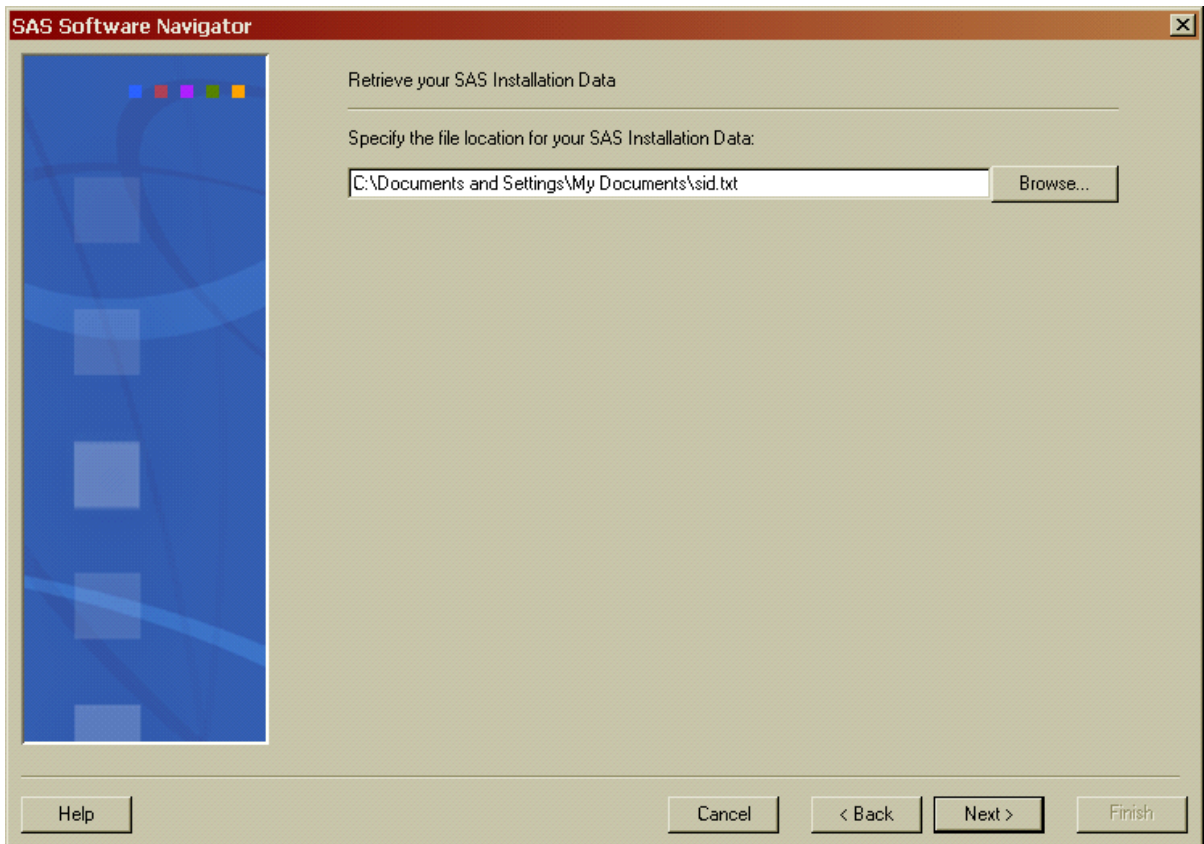 SAS Software Navigator
Retrieve your SAS Installation Data
Specify the file location for your SAS Installation Data:
C:\Documents and Settings\My Documents\sid.txt
Browse...
Help
Cancel
< Back
Next >
Finish